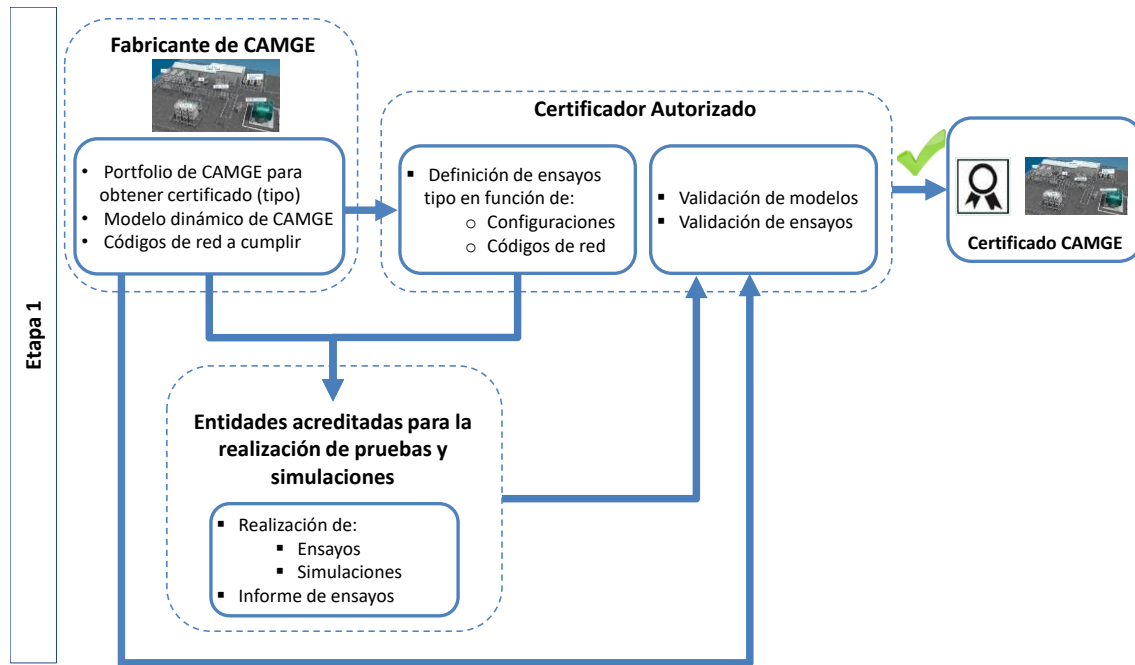 Etapa 1
Fabricante de CAMGE
• Portfolio de CAMGE para
obtener certificado (tipo)
• Modelo dinámico de CAMGE
• Códigos de red a cumplir
Certificador Autorizado
▪ Definición de ensayos
tipo en función de:
o Configuraciones
o Códigos de red
▪ Validación de modelos
▪ Validación de ensayos
Certificado CAMGE
Entidades acreditadas para la
realización de pruebas y
simulaciones
▪ Realización de:
▪ Ensayos
▪ Simulaciones
▪ Informe de ensayos